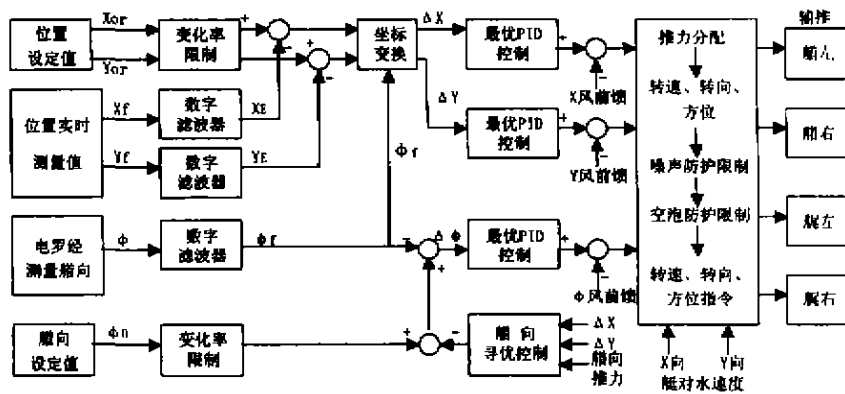 位置
设定值
Xor
Yor
变化率
限制
+
-
+
-
坐标
变换
ΔX
ΔY
最优PID
控制
+
-
X风前馈
推力分配
转速、转向、
方位
噪声防护限制
空泡防护限制
转速、转向、
方位指令
艏推
艏左
艏右
艉左
艉右
位置实时
测量值
Xf
Yf
数字
滤波器
XE
数字
滤波器
YE
Φf
最优PID
控制
+
-
Y风前馈
电罗经
测量艏向
Φ
数字
滤波器
Φf
-
+
ΔΦ
最优PID
控制
+
-
Φ风前馈
艏向
设定值
Φn
变化率
限制
+
-
艏向
寻优控制
ΔX
ΔY
艏向
推力
X向
Y向
艇对水速度